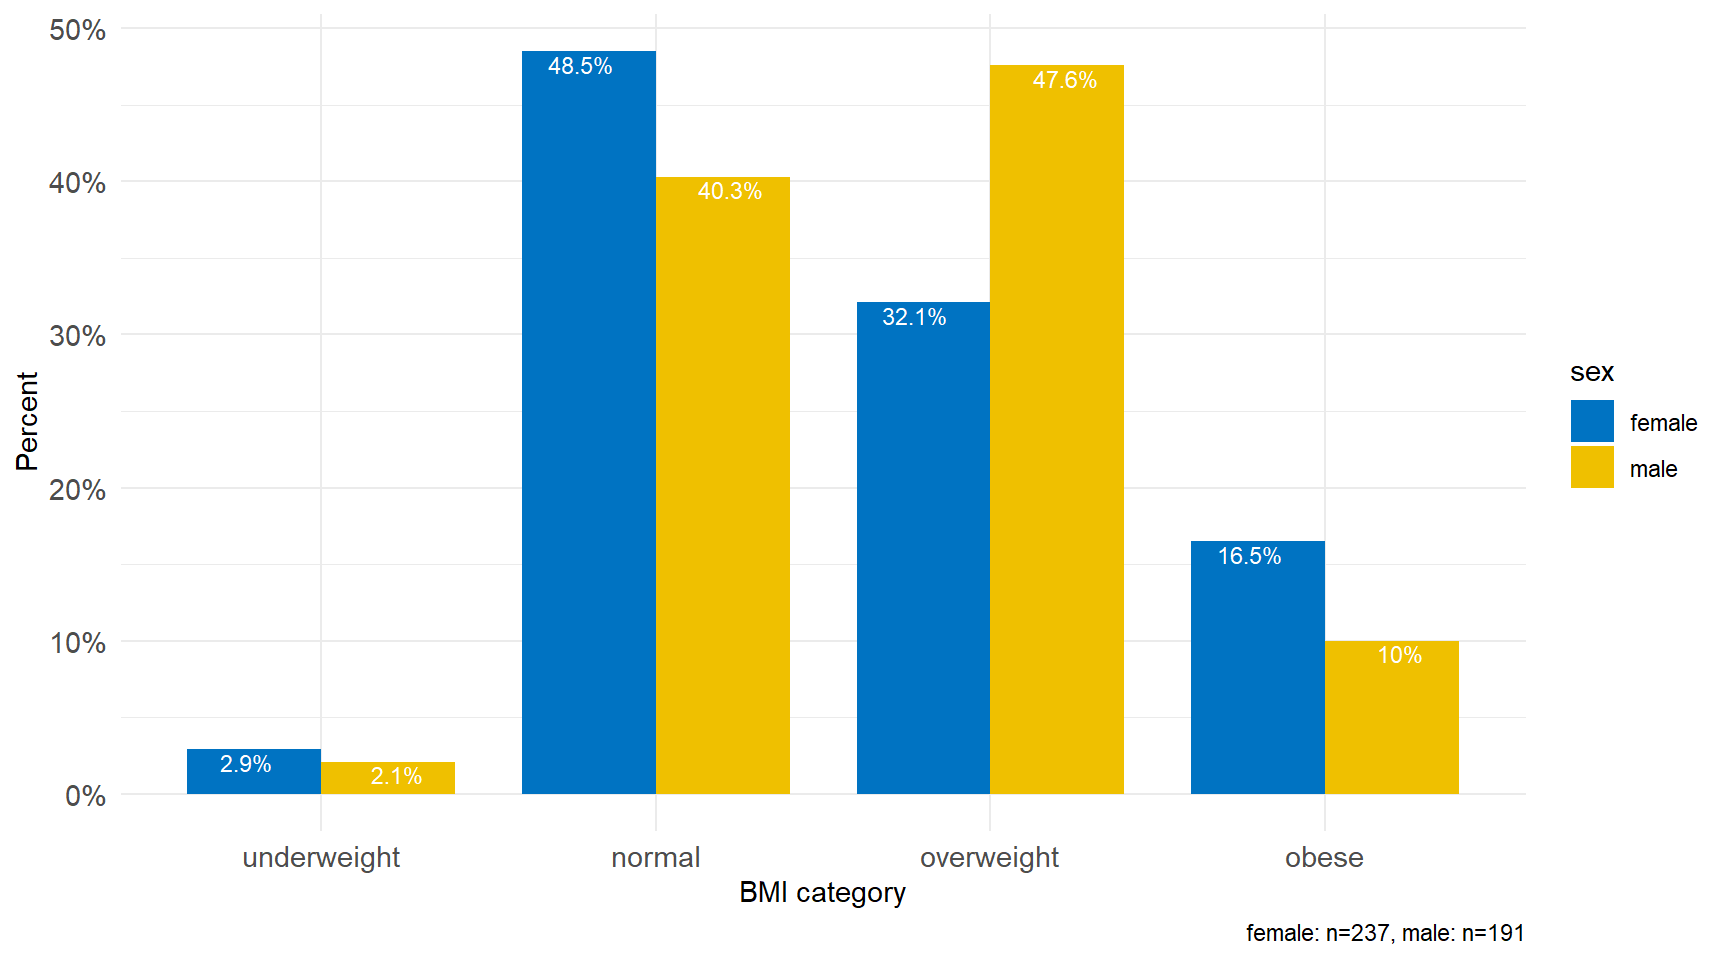 50%
40%
30%
20%
10%
0%
Percent
48.5%
47.6%
40.3%
32.1%
16.5%
10%
2.9%
2.1%
underweight normal overweight obese
BMI category
sex
female
male
female: n=237, male: n=191